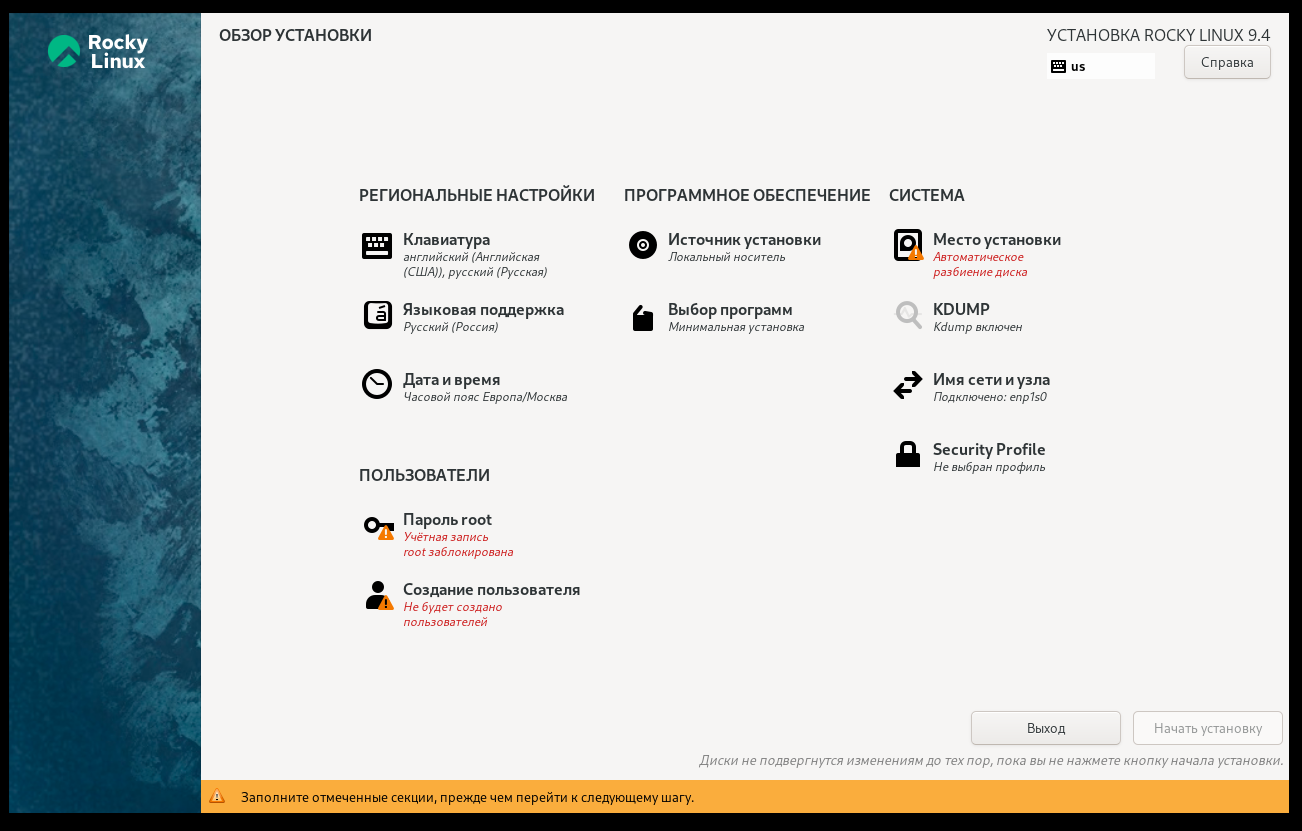 Rocky
Linux
ОБЗОР УСТАНОВКИ
УСТАНОВКА ROCKY LINUX 9.4
us
Справка
РЕГИОНАЛЬНЫЕ НАСТРОЙКИ
Клавиатура
английский (Английская
(США)), русский (Русская)
Языковая поддержка
Русский (Россия)
Дата и время
Часовой пояс Европа/Москва
ПРОГРАММНОЕ ОБЕСПЕЧЕНИЕ
Источник установки
Локальный носитель
Выбор программ
Минимальная установка
СИСТЕМА
Место установки
Автоматическое
разбиение диска
KDUMP
Kdump включен
Имя сети и узла
Подключено: enp1s0
Security Profile
Не выбран профиль
ПОЛЬЗОВАТЕЛИ
Пароль root
Учётная запись
root заблокирована
Создание пользователя
Не будет создано
пользователей
Выход
Начать установку
Диски не подвергнутся изменениям до тех пор, пока вы не нажмете кнопку начала установки.
Заполните отмеченные секции, прежде чем перейти к следующему шагу.